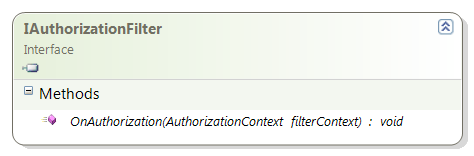 IAuthorizationFilter
Interface
Methods
OnAuthorization(AuthorizationContext filterContext) : void